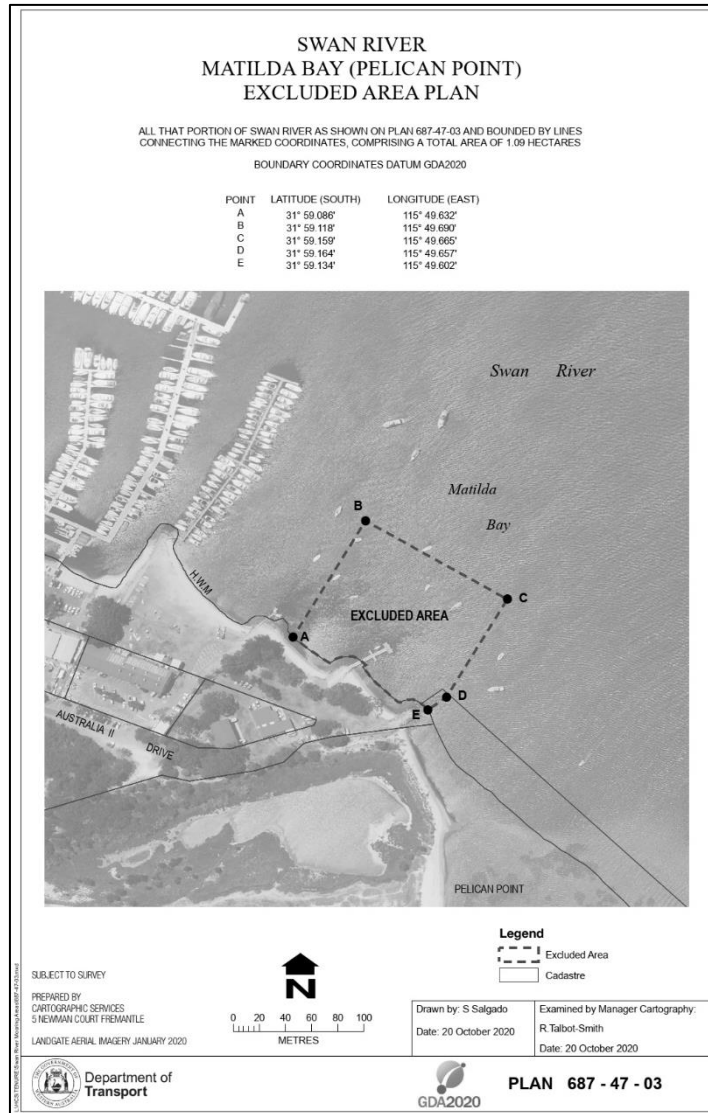 SWAN RIVER
MATILDA BAY (PELICAN POINT)
EXCLUDED AREA PLAN
ALL THAT PORTION OF SWAN RIVER AS SHOWN ON PLAN 687-47-03 AND BOUNDED BY LINES
CONNECTING THE MARKED COORDINATES, COMPRISING A TOTAL AREA OF 1.09 HECTARES
BOUNDARY COORDINATES DATUM GDA2020
POINT LATITUDE (SOUTH) LONGITUDE (EAST)
A 31° 59.086' 115° 49.632'
B 31° 59.118' 115° 49.690'
C 31° 59.159' 115° 49.665'
D 31° 59.164' 115° 49.657'
E 31° 59.134' 115° 49.602'
Swan River
Matilda
Bay
B
C
H.W.M
EXCLUDED AREA
A
D
E
AUSTRALIA II
DRIVE
PELICAN POINT
Legend
Excluded Area
Cadastre
SUBJECT TO SURVEY
PREPARED BY
CARTOGRAPHIC SERVICES
5 NEWMAN COURT FREMANTLE
LANDGATE AERIAL IMAGERY JANUARY 2020
N
0 20 40 60 80 100
METRES
Drawn by: S Salgado
Date: 20 October 2020
Examined by Manager Cartography:
R.Talbot-Smith
Date: 20 October 2020
Department of
Transport
GDA2020
PLAN 687 - 47 - 03